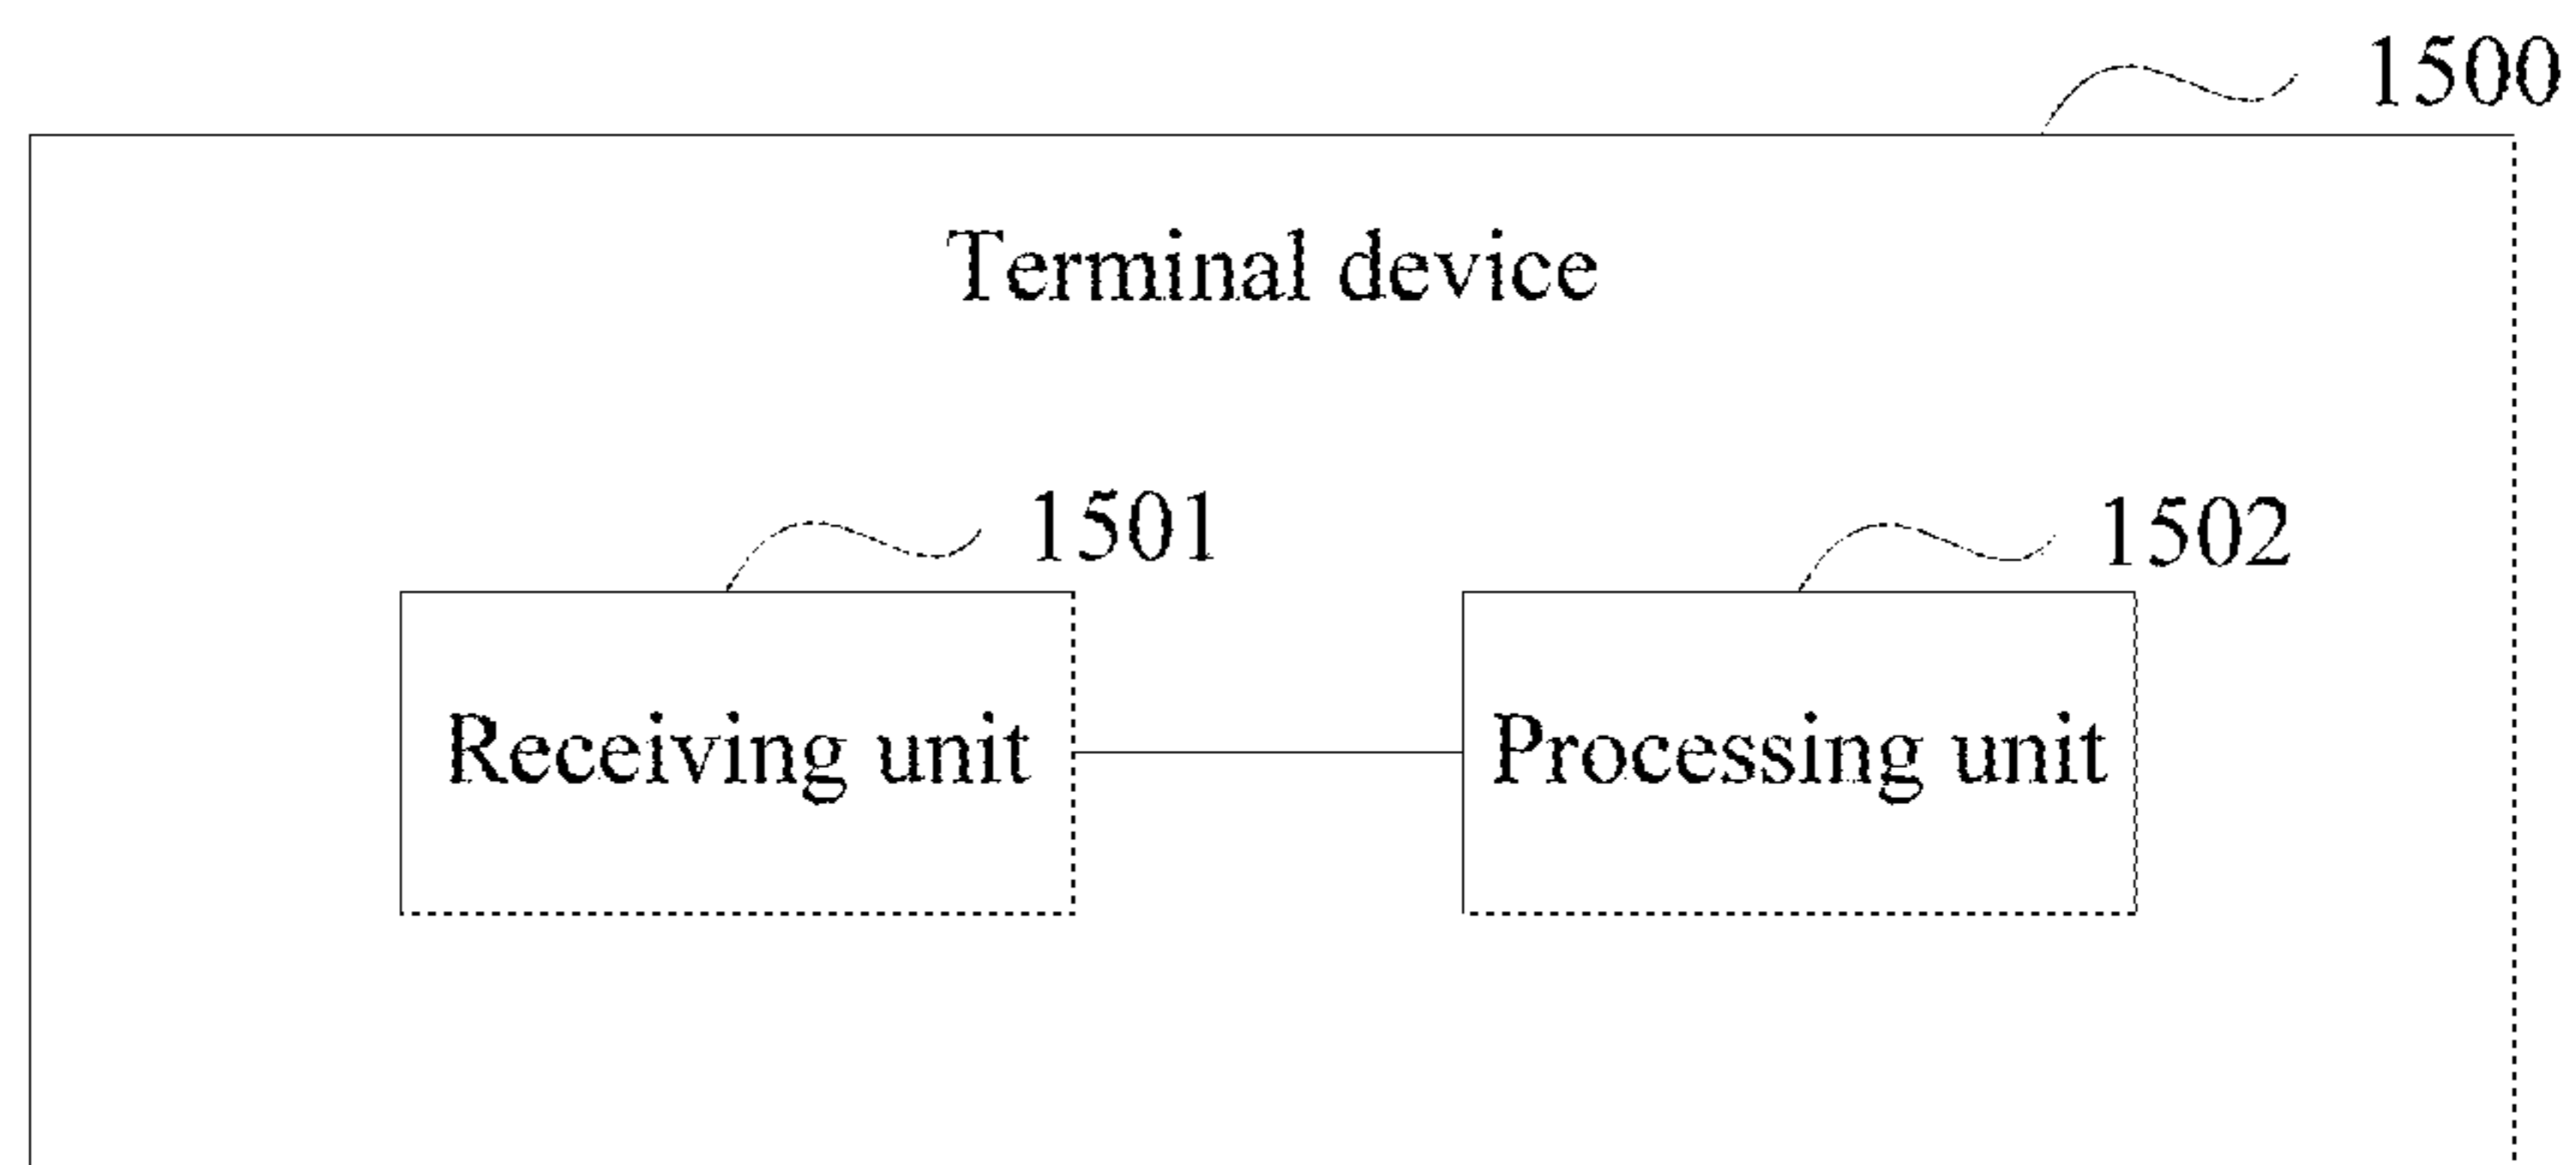 1500
Terminal device
1501
1502
Receiving unit
Processing unit